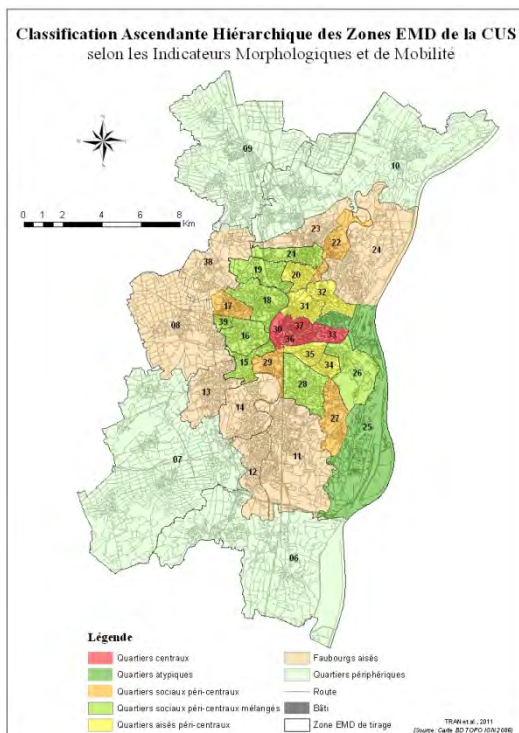 Classification Ascendante Hiérarchique des Zones EMD de la CUS
selon les Indicateurs Morphologiques et de Mobilité
N
0 1 2 4 6 8
Km
09
10
23
22
24
38
24
19
20
32
17
18
31
08
37
30
33
39
16
36
35
15
29
34
26
28
13
14
27
25
07
11
12
06
Légende
Quartiers centraux
Quartiers atypiques
Quartiers sociaux péri-centraux
Quartiers sociaux péri-centraux mélangés
Quartiers aisés péri-centraux
Faubourgs aisés
Quartiers périphériques
Route
Bâti
Zone EMD de tirage
TRAN et al., 2011
(Source: Carte BD TOPO IGN 2006)